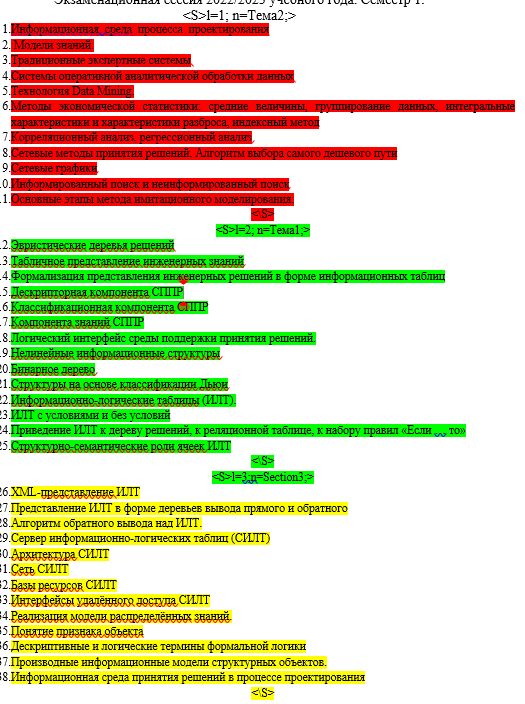 Экзаменационная сессия 2022/2023 учебного года. Семестр 1.
<S>l=1; n=Тема2;>
1.Информационная среда процесса проектирования
2. Модели знаний.
3.Традиционные экспертные системы
4.Системы оперативной аналитической обработки данных
5.Технология Data Mining.
6.Методы экономической статистики: средние величины, группирование данных, интегральные
характеристики и характеристики разброса, индексный метод
7.Корреляционный анализ, регрессионный анализ.
8.Сетевые методы принятия решений. Алгоритм выбора самого дешевого пути
9.Сетевые графики.
0.Информированный поиск и неинформированный поиск.
1.Основные этапы метода имитационного моделирования.
<\S>
<S>l=2; n=Тема1;>
2.Эвристические деревья решений
3.Табличное представление инженерных знаний.
4.Формализация представления инженерных решений в форме информационных таблиц
5.Дескрипторная компонента СППР
6.Классификационная компонента СППР
7.Компонента знаний СППР
8.Логический интерфейс среды поддержки принятия решений.
9.Нелинейные информационные структуры.
20.Бинарное дерево.
21.Структуры на основе классификации Дьюи.
22.Информационно-логические таблицы (ИЛТ).
23.ИЛТ с условиями и без условий
24.Приведение ИЛТ к дереву решений, к реляционной таблице, к набору правил «Если ... то»
25.Структурно-семантические роли ячеек ИЛТ
<\S>
<S>l=3;n=Section3;>
26.XML-представление ИЛТ
27.Представление ИЛТ в форме деревьев вывода прямого и обратного
28.Алгоритм обратного вывода над ИЛТ.
29.Сервер информационно-логических таблиц (СИЛТ)
30.Архитектура СИЛТ
31.Сеть СИЛТ
32.Базы ресурсов СИЛТ
33.Интерфейсы удалённого доступа СИЛТ
34.Реализация модели распределённых знаний.
35.Понятие признака объекта
36.Дескриптивные и логические термины формальной логики
37.Производные информационные модели структурных объектов.
38.Информационная среда принятия решений в процессе проектирования
<\S>